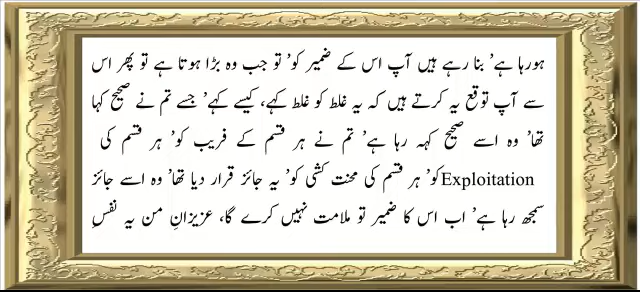 ہورہا ہے’ بنا رہے ہیں آپ اس کے ضمیر کو’ تو جب وہ بڑا ہوتا ہے تو پھر اس
سے آپ توقع یہ کرتے ہیں کہ یہ غلط کو غلط کہے، کیسے کہے’ جسے تم نے صحیح کہا
تھا’ وہ اسے صحیح کہہ رہا ہے’ تم نے ہر قسم کے فریب کو’ ہر قسم کی
Exploitationکو’ ہر قسم کی محنت کشی کو’ یہ جائز قرار دیا تھا’ وہ اسے جائز
سمجھ رہا ہے’ اب اس کا ضمیر تو ملامت نہیں کرے گا، عزیزانِ من یہ نفسِ